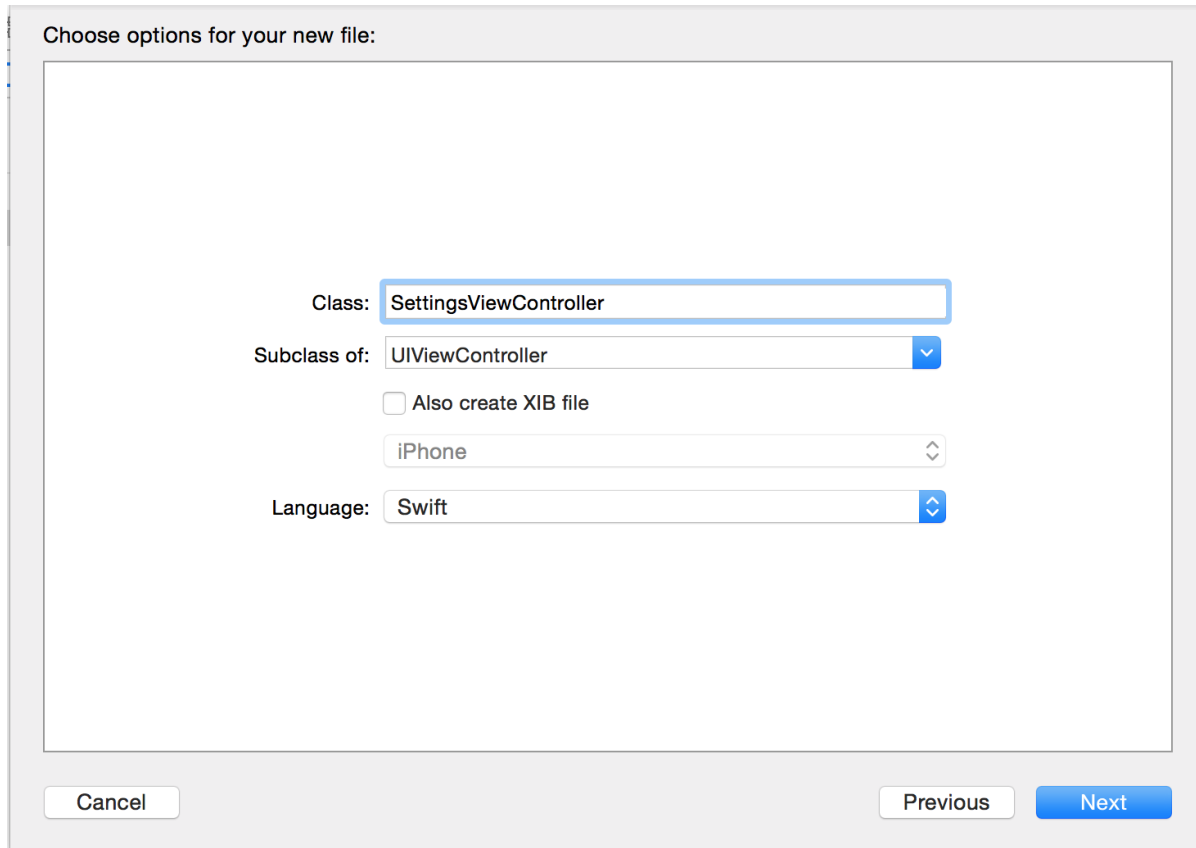 Choose options for your new file:
Class: SettingsViewController
Subclass of: UIViewController
Also create XIB file
iPhone
Language: Swift
Cancel Previous Next